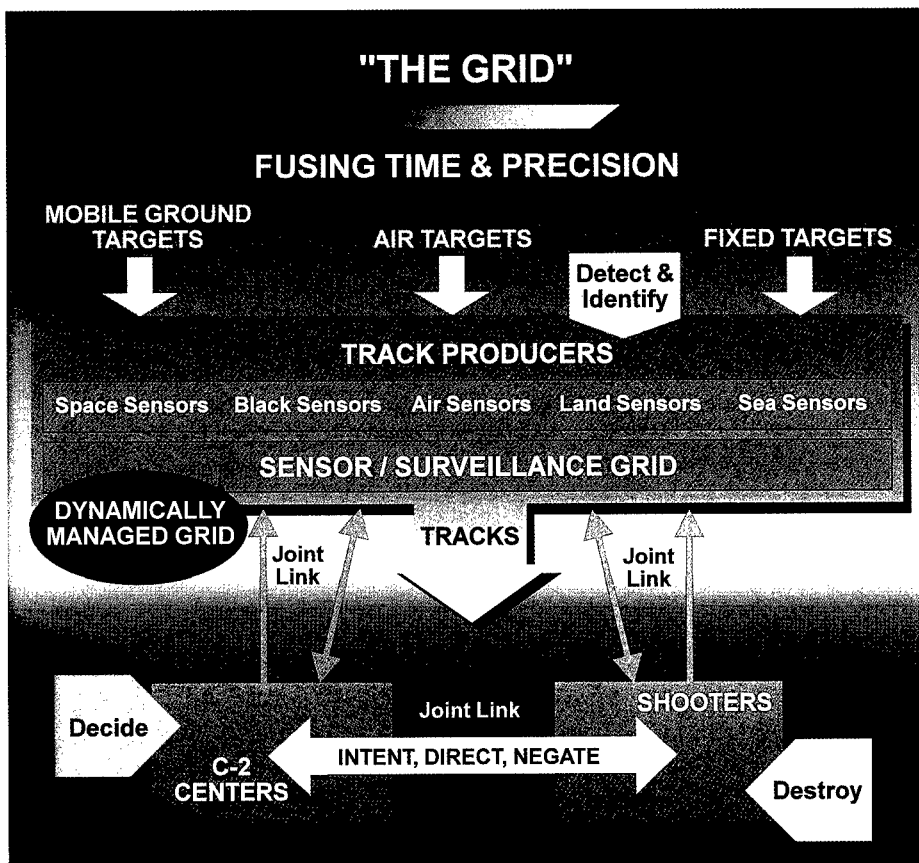 "THE GRID"
FUSING TIME & PRECISION
MOBILE GROUND
TARGETS
AIR TARGETS
Detect &
Identify
FIXED TARGETS
TRACK PRODUCERS
Space Sensors
Black Sensors
Air Sensors
Land Sensors
Sea Sensors
SENSOR / SURVEILLANCE GRID
DYNAMICALLY
MANAGED GRID
Joint
Link
TRACKS
Joint
Link
Decide
C-2
CENTERS
Joint Link
INTENT, DIRECT, NEGATE
SHOOTERS
Destroy